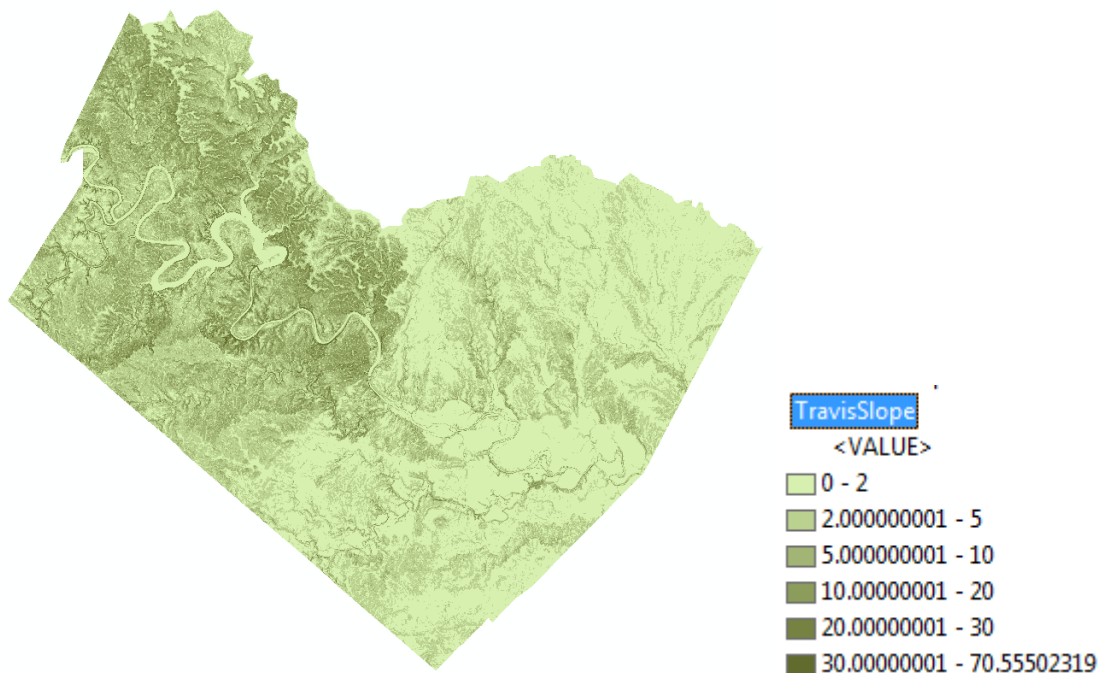 TravisSlope
<VALUE>
0 - 2
2.000000001 - 5
5.000000001 - 10
10.00000001 - 20
20.00000001 - 30
30.00000001 - 70.55502319